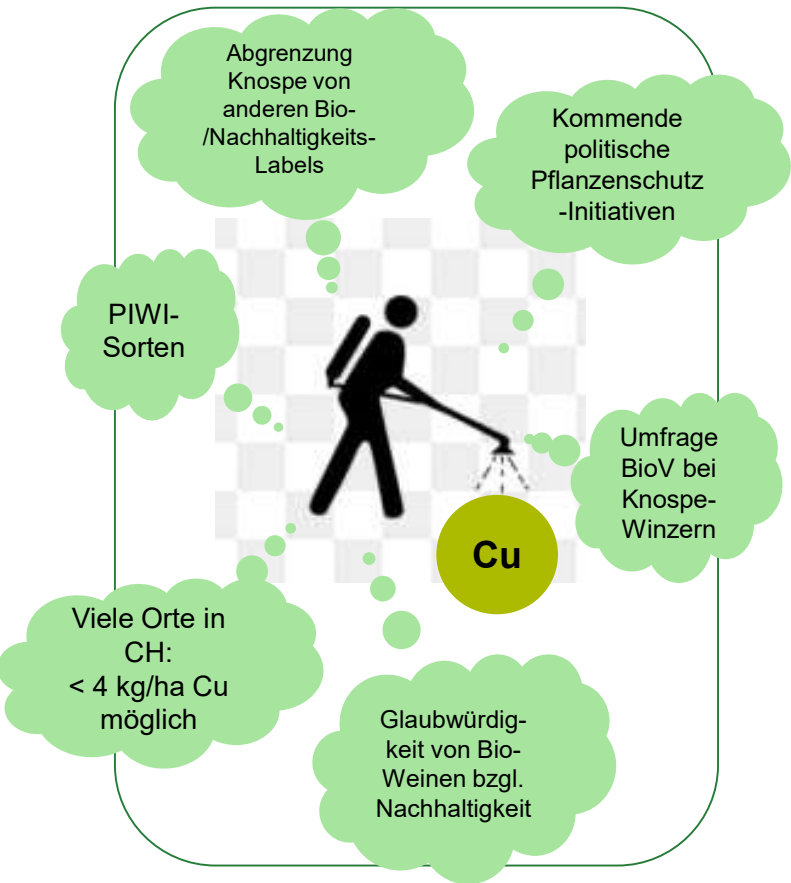 Abgrenzung
Knospe von
anderen Bio-
/Nachhaltigkeits-
Labels
Kommende
politische
Pflanzenschutz
-Initiativen
PIWI-
Sorten
Umfrage
BioV bei
Knospe-
Winzern
Cu
Viele Orte in
CH:
< 4 kg/ha Cu
möglich
Glaubwürdig-
keit von Bio-
Weinen bzgl.
Nachhaltigkeit